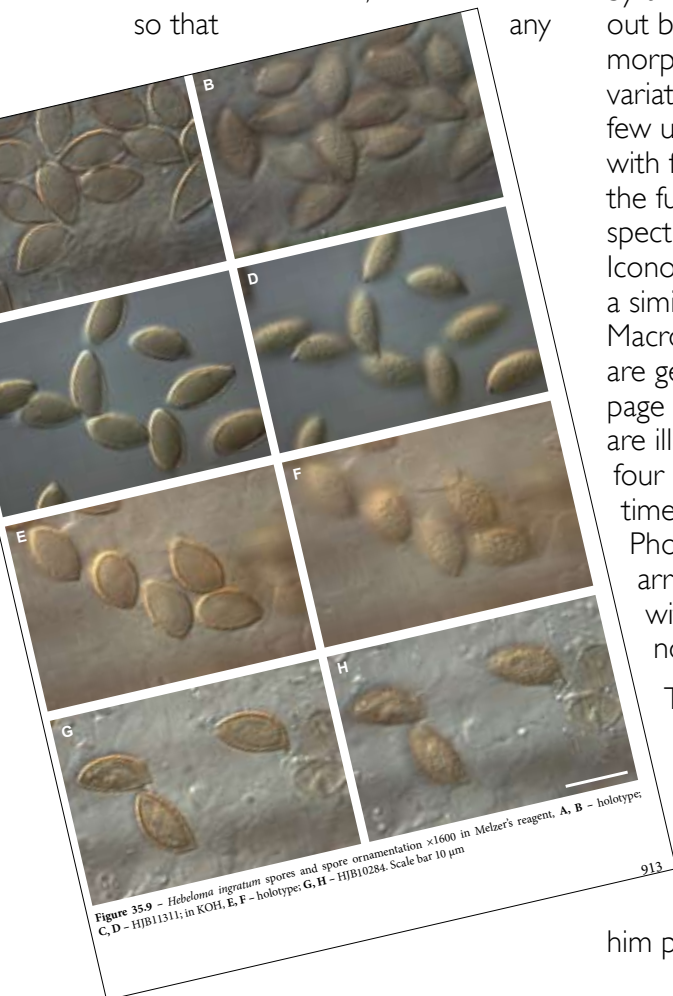 so that any
B
D
E
F
G
H
Figure 35.9 – Hebeloma ingratum spores and spore ornamentation ×1600 in Melzer's reagent, A, B – holotype;
C, D – HJB11311; in KOH, E, F – holotype; G, H – HJB10284. Scale bar 10 µm
913
out b
morp
variat
few u
with f
the fu
spect
Icono
a simi
Macro
are ge
page
are ill
four
time
Pho
arr
wi
no
T
him p